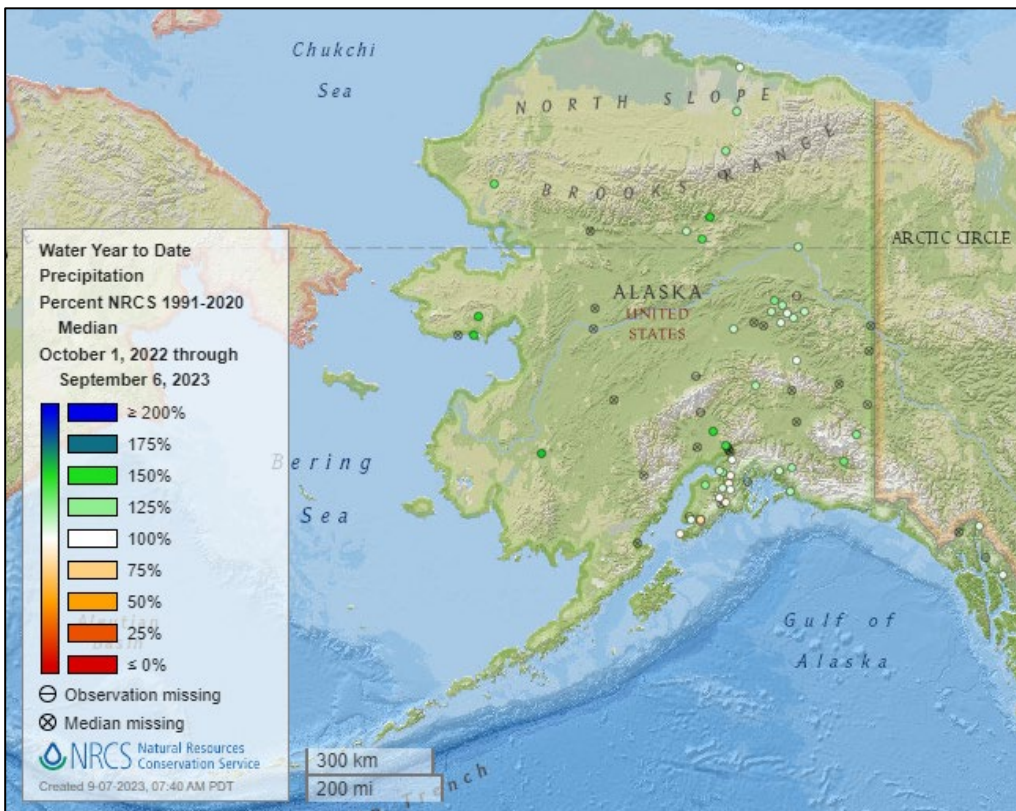 Chukchi
Sea
NORTH SLOPE
BROOKS RANGE
ARCTIC CIRCLE
ALASKA
UNITED
STATES
Bering
Sea
Gulf of
Alaska
Trench
Water Year to Date
Precipitation
Percent NRCS 1991-2020
Median
October 1, 2022 through
September 6, 2023
≥ 200%
175%
150%
125%
100%
75%
50%
25%
≤ 0%
Aleutian
Basin
Observation missing
Median missing
NRCS Natural Resources
Conservation Service
Created 9-07-2023, 07:40 AM PDT
300 km
200 mi